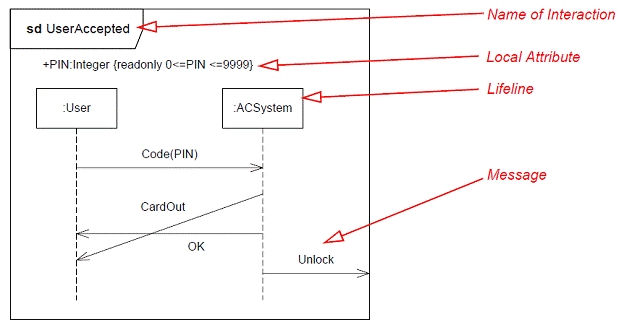 Name of Interaction
sd UserAccepted
Local Attribute
+PIN:Integer {readonly 0<=PIN <=9999}
Lifeline
:User
:ACSystem
Code(PIN)
Message
CardOut
OK
Unlock